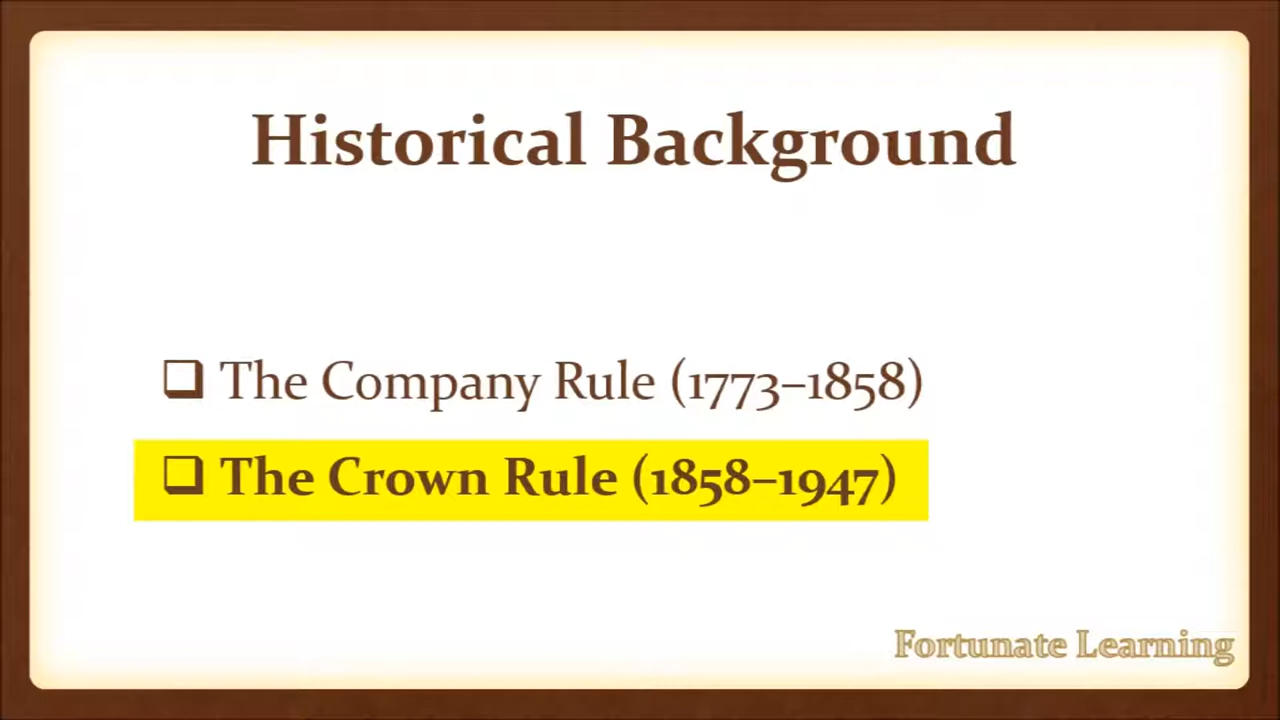 Historical Background
❑ The Company Rule (1773–1858)
❑ The Crown Rule (1858–1947)
Fortunate Learning